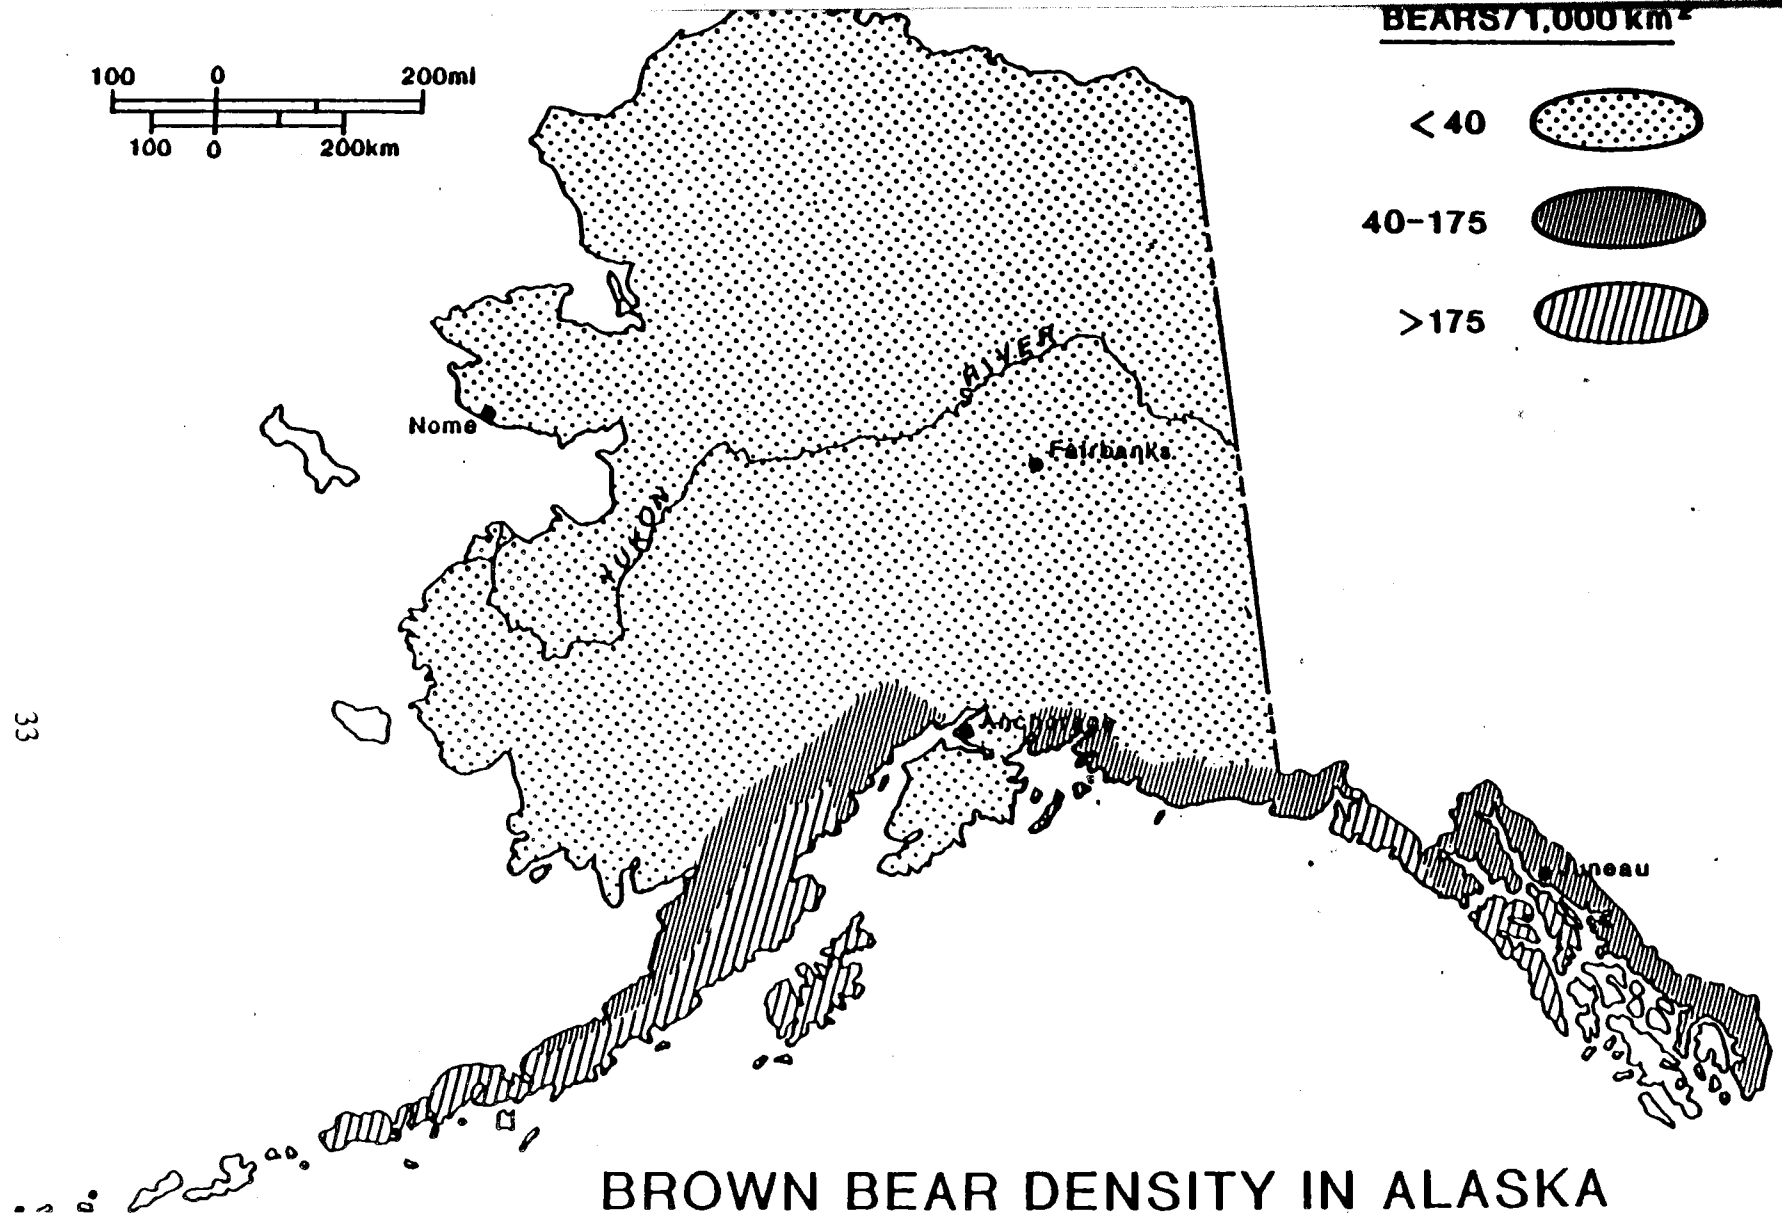 BEARS/1,000 km²
100 0 200mi
100 0 200km
<40
40-175
>175
RIVER
Nome
Fairbanks
YUKON
Anchorage
33
Juneau
BROWN BEAR DENSITY IN ALASKA